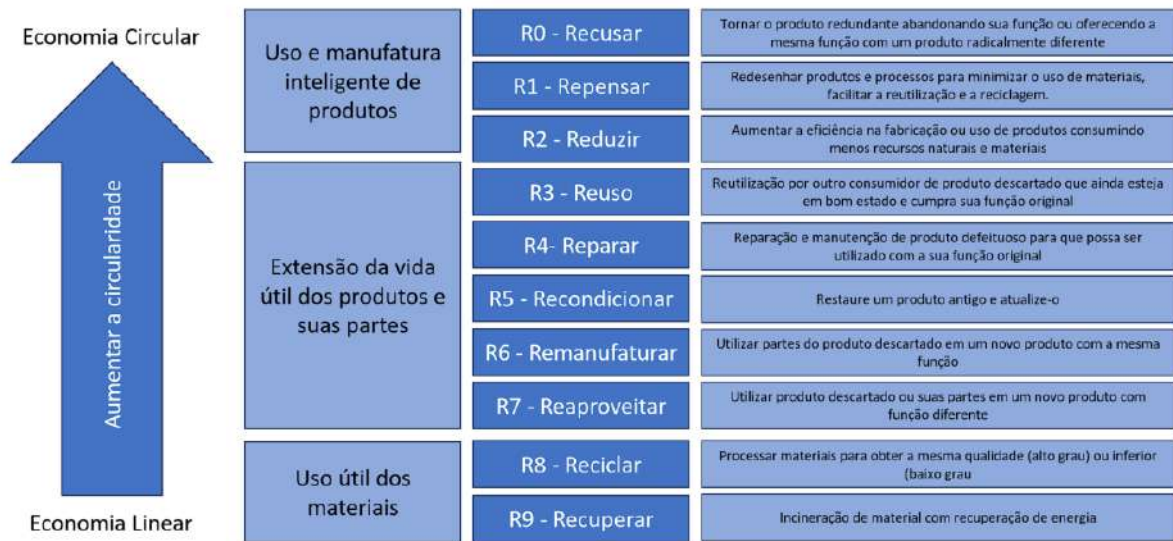 Economia Circular
Aumentar a circularidade
Economia Linear
Uso e manufatura
inteligente de
produtos
R0 - Recusar
Tornar o produto redundante abandonando sua função ou oferecendo a
mesma função com um produto radicalmente diferente
R1 - Repensar
Redesenhar produtos e processos para minimizar o uso de materiais,
facilitar a reutilização e a reciclagem.
R2 - Reduzir
Aumentar a eficiência na fabricação ou uso de produtos consumindo
menos recursos naturais e materiais
Extensão da vida
útil dos produtos e
suas partes
R3 - Reuso
Reutilização por outro consumidor de produto descartado que ainda esteja
em bom estado e cumpra sua função original
R4- Reparar
Reparação e manutenção de produto defeituoso para que possa ser
utilizado com a sua função original
R5 - Recondicionar
Restaure um produto antigo e atualize-o
R6 - Remanufaturar
Utilizar partes do produto descartado em um novo produto com a mesma
função
R7 - Reaproveitar
Utilizar produto descartado ou suas partes em um novo produto com
função diferente
Uso útil dos
materiais
R8 - Reciclar
Processar materiais para obter a mesma qualidade (alto grau) ou inferior
(baixo grau
R9 - Recuperar
Incineração de material com recuperação de energia